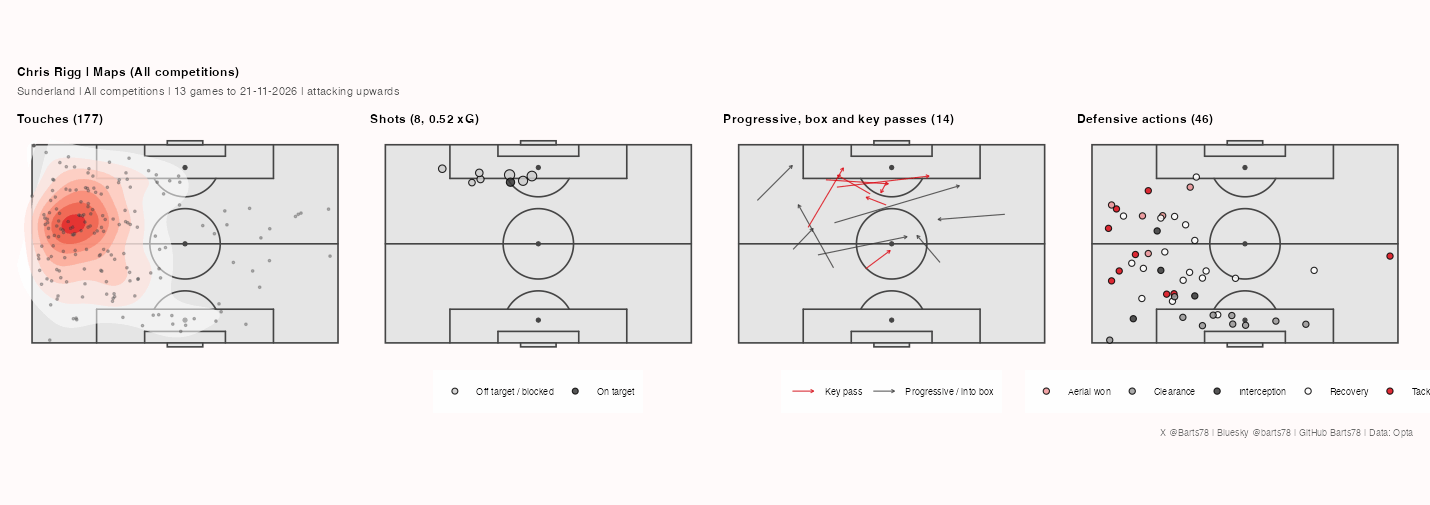 Chris Rigg | Maps (All competitions)
Sunderland | All competitions | 13 games to 21-11-2026 | attacking upwards
Touches (177)
Shots (8, 0.52 xG)
Progressive, box and key passes (14)
Defensive actions (46)
Off target / blocked
On target
Key pass
Progressive / into box
Aerial won
Clearance
Interception
Recovery
Tack
X @Barts78 | Bluesky @barts78 | GitHub Barts78 | Data: Opta